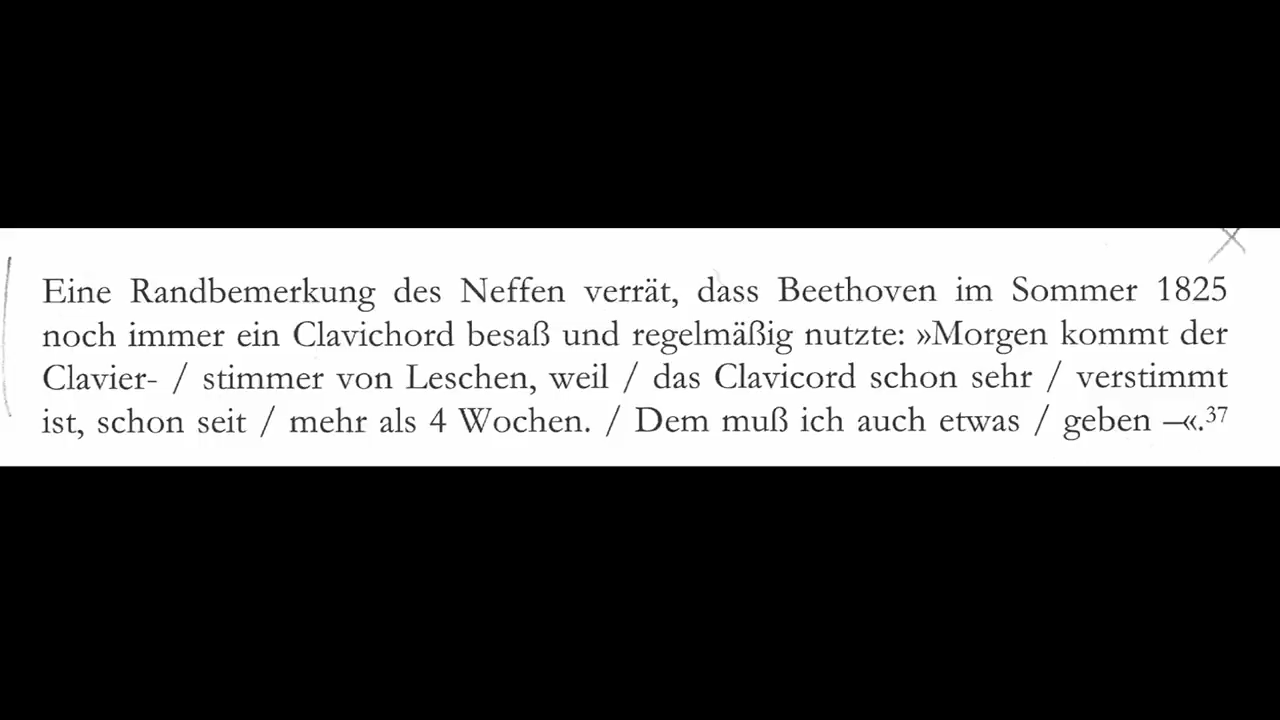 Eine Randbemerkung des Neffen verrät, dass Beethoven im Sommer 1825
noch immer ein Clavichord besaß und regelmäßig nutzte: »Morgen kommt der
Clavier- / stimmer von Leschen, weil / das Clavicord schon sehr / verstimmt
ist, schon seit / mehr als 4 Wochen. / Dem muß ich auch etwas / geben –«.³⁷